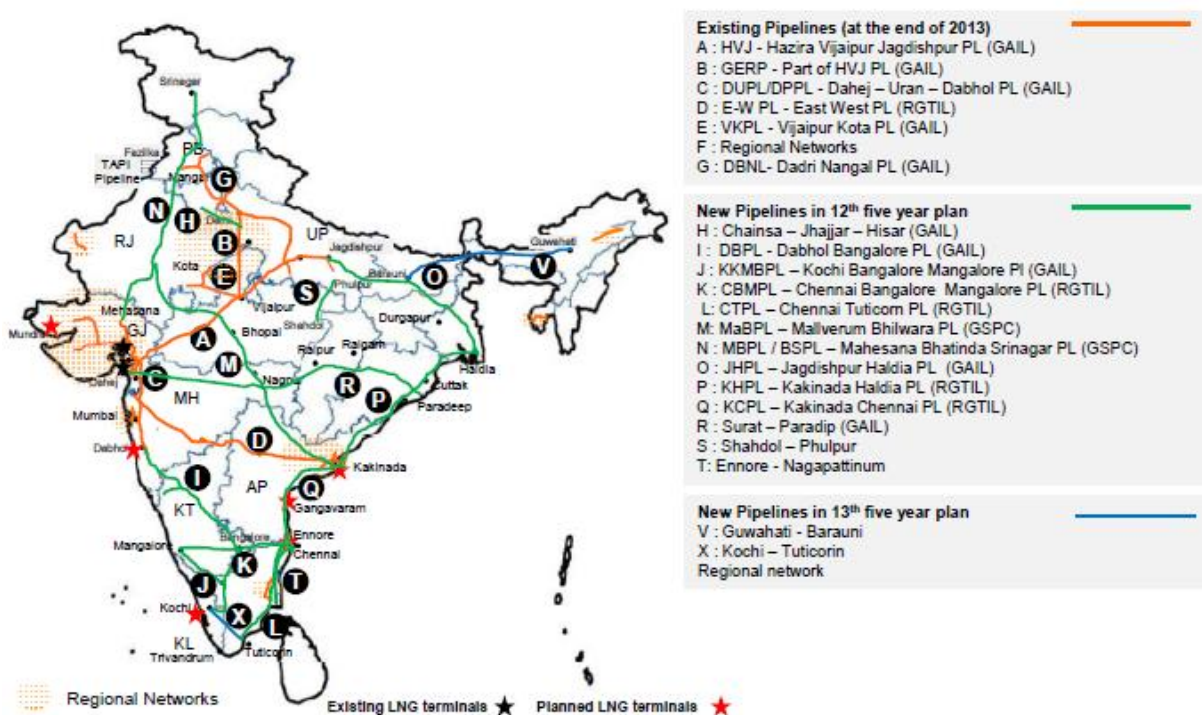 Srinagar
PB
Fazilka
TAPI
Pipeline
Nangal
G
N
H
Delhi
RJ
B
UP
Jagdishpur
Guwahati
Kota
E
Barauni
O
V
Phulpur
S
Mehasana
Vijaipur
GJ
Shahdol
Durgapur
Mundra
A
Bhopal
M
Raipur
Raigarh
Haldia
Dahej
C
Nagpur
R
Cuttak
MH
P
Paradeep
Mumbai
D
Dabhol
Kakinada
I
AP
Q
Gangavaram
KT
Bangalore
Ennore
Mangalore
Chennai
K
J
T
Kochi
X
L
KL
Trivandrum
Tuticorin
Regional Networks
Existing LNG terminals
Planned LNG terminals
Existing Pipelines (at the end of 2013)
A : HVJ - Hazira Vijaipur Jagdishpur PL (GAIL)
B : GERP - Part of HVJ PL (GAIL)
C : DUPL/DPPL - Dahej – Uran – Dabhol PL (GAIL)
D : E-W PL - East West PL (RGTIL)
E : VKPL - Vijaipur Kota PL (GAIL)
F : Regional Networks
G : DBNL- Dadri Nangal PL (GAIL)
New Pipelines in 12th five year plan
H : Chainsa – Jhajjar – Hisar (GAIL)
I : DBPL - Dabhol Bangalore PL (GAIL)
J : KKMBPL – Kochi Bangalore Mangalore Pl (GAIL)
K : CBMPL – Chennai Bangalore Mangalore PL (RGTIL)
L : CTPL – Chennai Tuticorn PL (RGTIL)
M: MaBPL – Mallverum Bhilwara PL (GSPC)
N : MBPL / BSPL – Mahesana Bhatinda Srinagar PL (GSPC)
O : JHPL – Jagdishpur Haldia PL (GAIL)
P : KHPL – Kakinada Haldia PL (RGTIL)
Q : KCPL – Kakinada Chennai PL (RGTIL)
R : Surat – Paradip (GAIL)
S : Shahdol – Phulpur
T: Ennore - Nagapattinum
New Pipelines in 13th five year plan
V : Guwahati - Barauni
X : Kochi – Tuticorin
Regional network